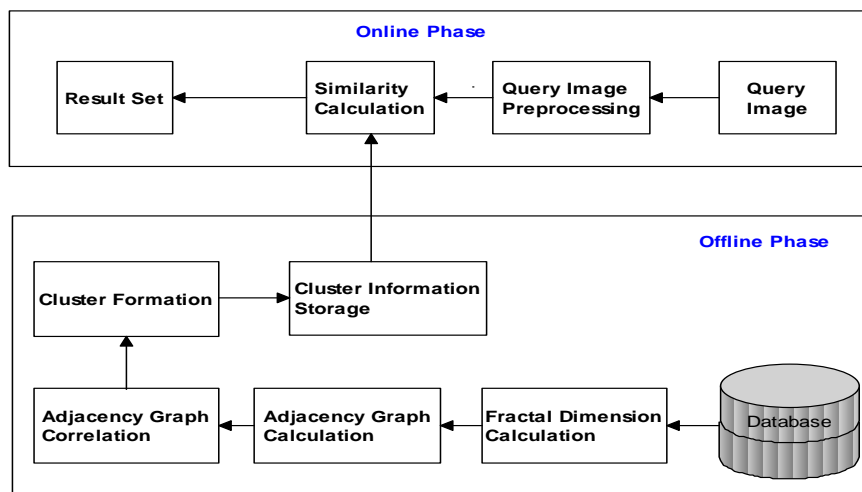 Online Phase
Result Set
Similarity
Calculation
Query Image
Preprocessing
Query
Image
Offline Phase
Cluster Formation
Cluster Information
Storage
Adjacency Graph
Correlation
Adjacency Graph
Calculation
Fractal Dimension
Calculation
Database